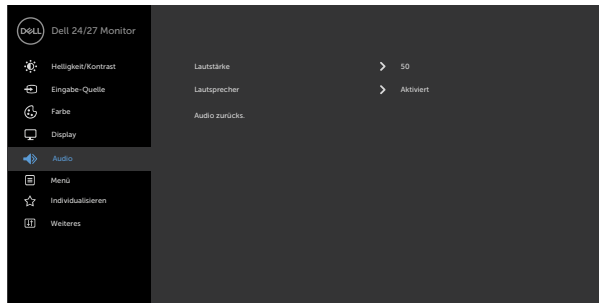 DELL
Dell 24/27 Monitor
Helligkeit/Kontrast
Eingabe-Quelle
Farbe
Display
Audio
Menü
Individualisieren
Weiteres
Lautstärke 50
Lautsprecher Aktiviert
Audio zurücks.